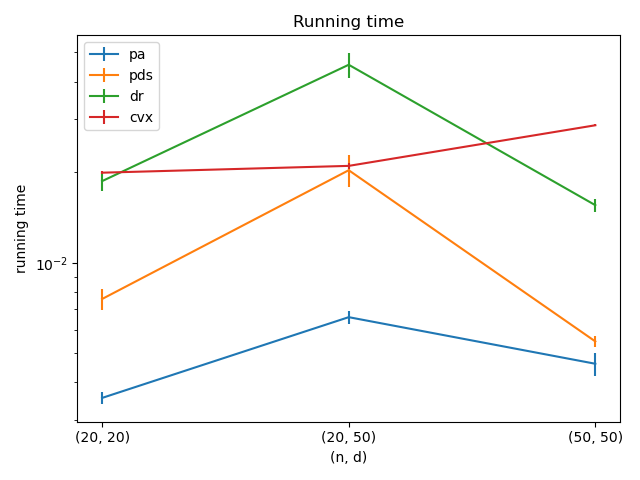 Running time
pa
pds
dr
cvx
running time
10⁻²
(20, 20)
(20, 50)
(50, 50)
(n, d)